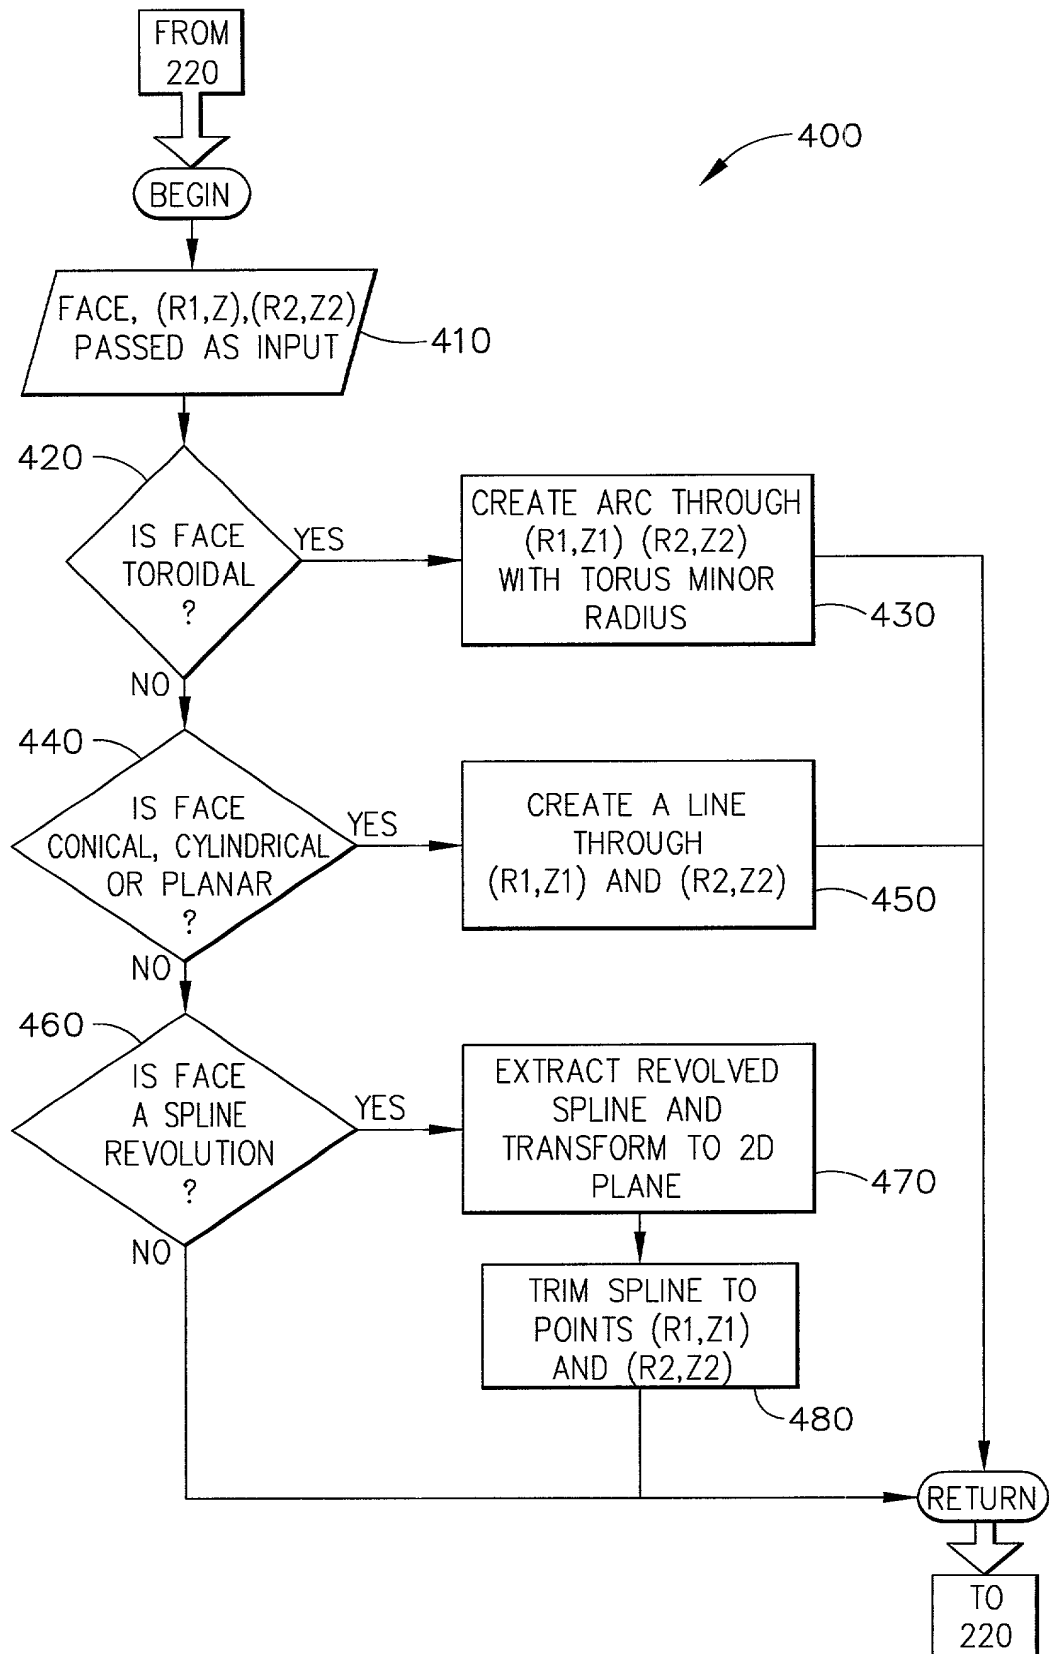 FROM
220
400
BEGIN
FACE, (R1,Z),(R2,Z2)
PASSED AS INPUT
410
420
IS FACE
TOROIDAL
?
YES
NO
CREATE ARC THROUGH
(R1,Z1) (R2,Z2)
WITH TORUS MINOR
RADIUS
430
440
IS FACE
CONICAL, CYLINDRICAL
OR PLANAR
?
YES
NO
CREATE A LINE
THROUGH
(R1,Z1) AND (R2,Z2)
450
460
IS FACE
A SPLINE
REVOLUTION
?
YES
NO
EXTRACT REVOLVED
SPLINE AND
TRANSFORM TO 2D
PLANE
470
TRIM SPLINE TO
POINTS (R1,Z1)
AND (R2,Z2)
480
RETURN
TO
220